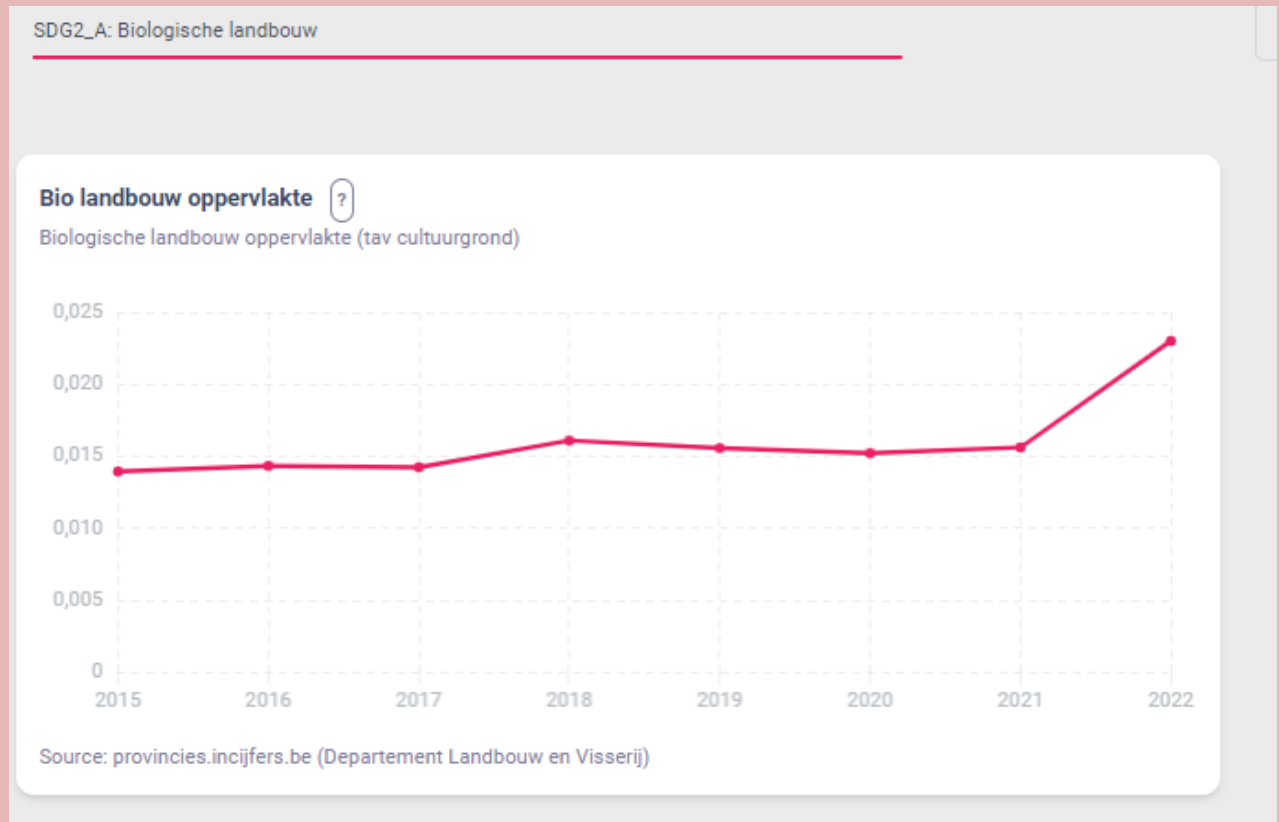 SDG2_A: Biologische landbouw
Bio landbouw oppervlakte ?
Biologische landbouw oppervlakte (tav cultuurgrond)
0,025
0,020
0,015
0,010
0,005
0
2015 2016 2017 2018 2019 2020 2021 2022
Source: provincies.incijfers.be (Departement Landbouw en Visserij)